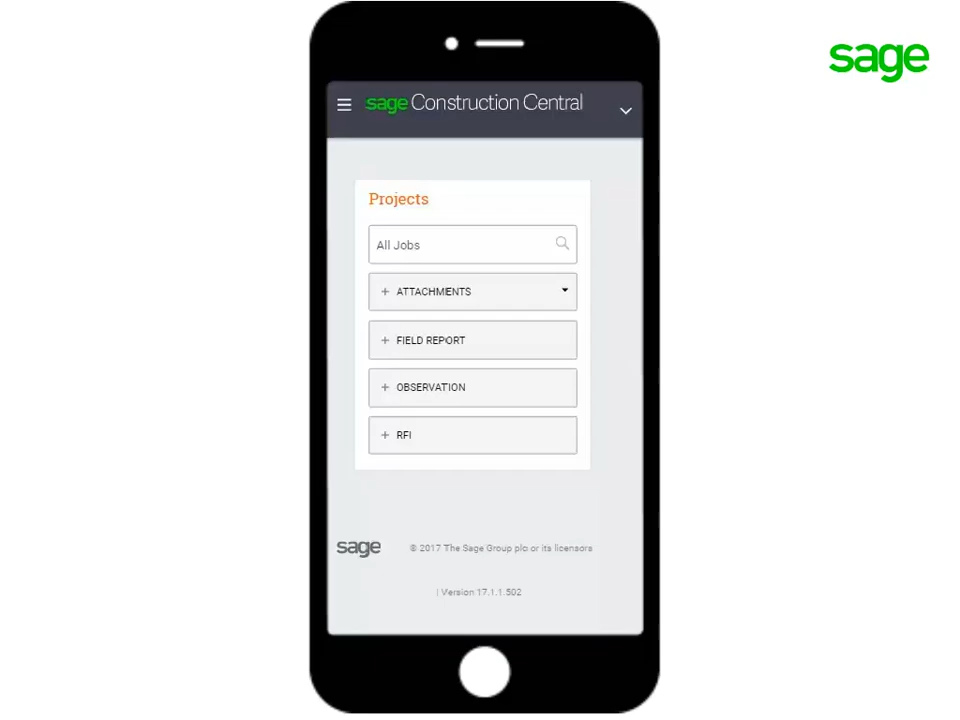 sage
sage Construction Central
Projects
All Jobs
+ ATTACHMENTS
+ FIELD REPORT
+ OBSERVATION
+ RFI
sage © 2017 The Sage Group plc or its licensors
| Version 17.1.1.502